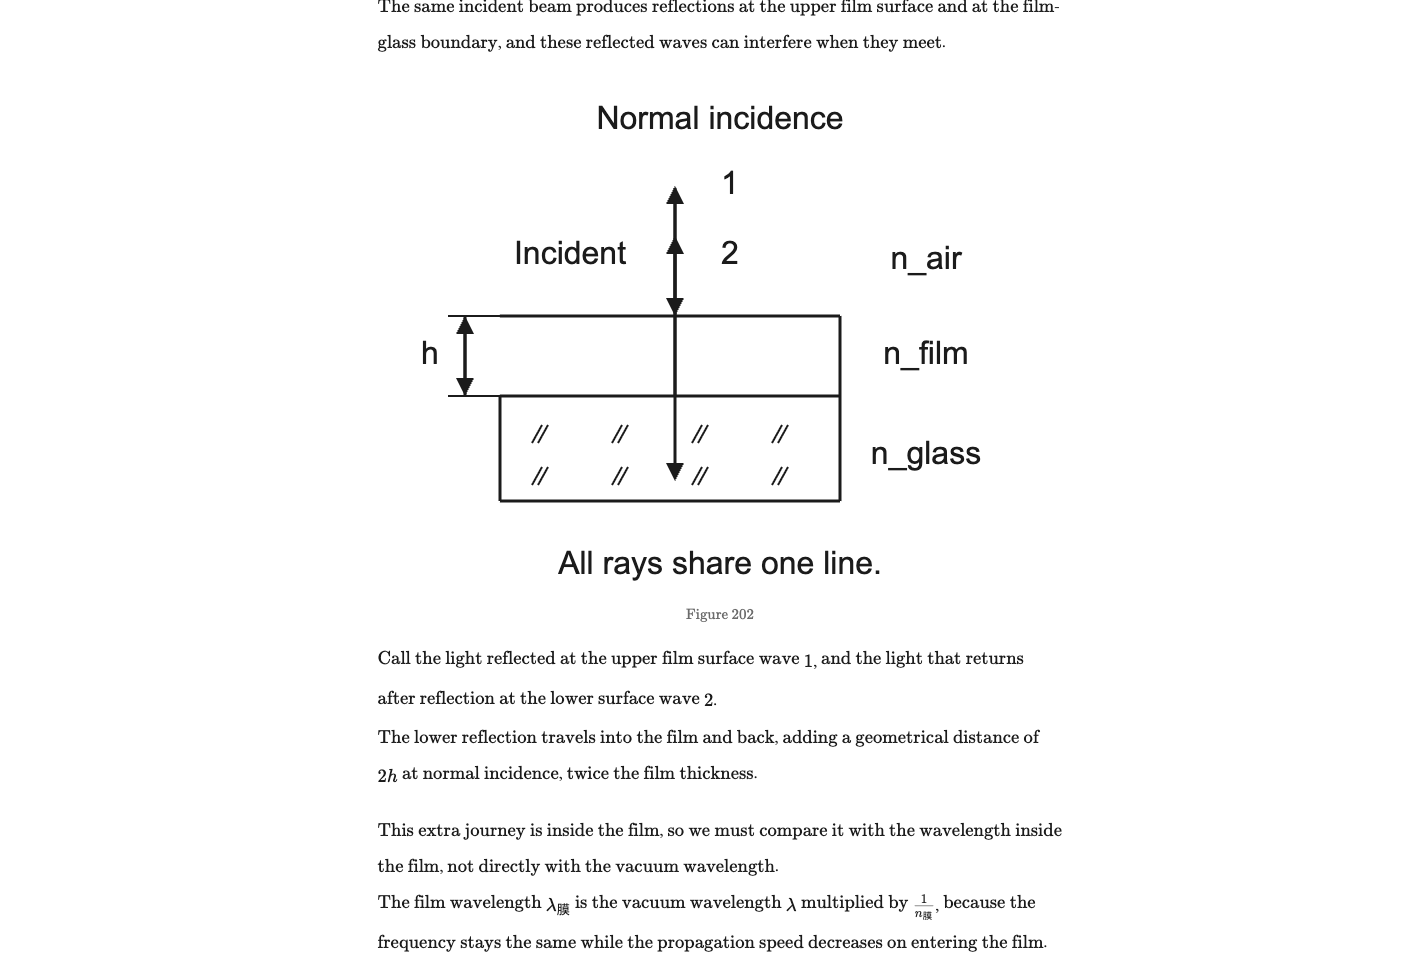 The same incident beam produces reflections at the upper film surface and at the film-
glass boundary, and these reflected waves can interfere when they meet.
Normal incidence
1
Incident 2 n_air
h n_film
n_glass
All rays share one line.
Figure 202
Call the light reflected at the upper film surface wave 1, and the light that returns
after reflection at the lower surface wave 2.
The lower reflection travels into the film and back, adding a geometrical distance of
2h at normal incidence, twice the film thickness.
This extra journey is inside the film, so we must compare it with the wavelength inside
the film, not directly with the vacuum wavelength.
The film wavelength λ膜 is the vacuum wavelength λ multiplied by 1/n膜, because the
frequency stays the same while the propagation speed decreases on entering the film.